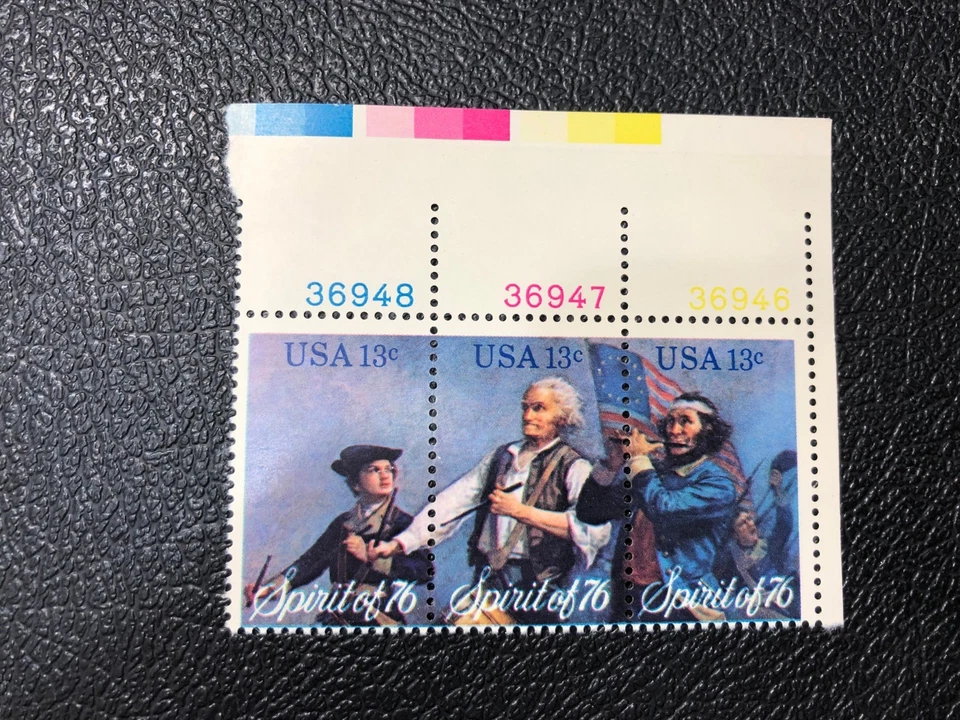 36948 36947 36946
USA 13c USA 13c USA 13c
Spirit of 76 Spirit of 76 Spirit of 76